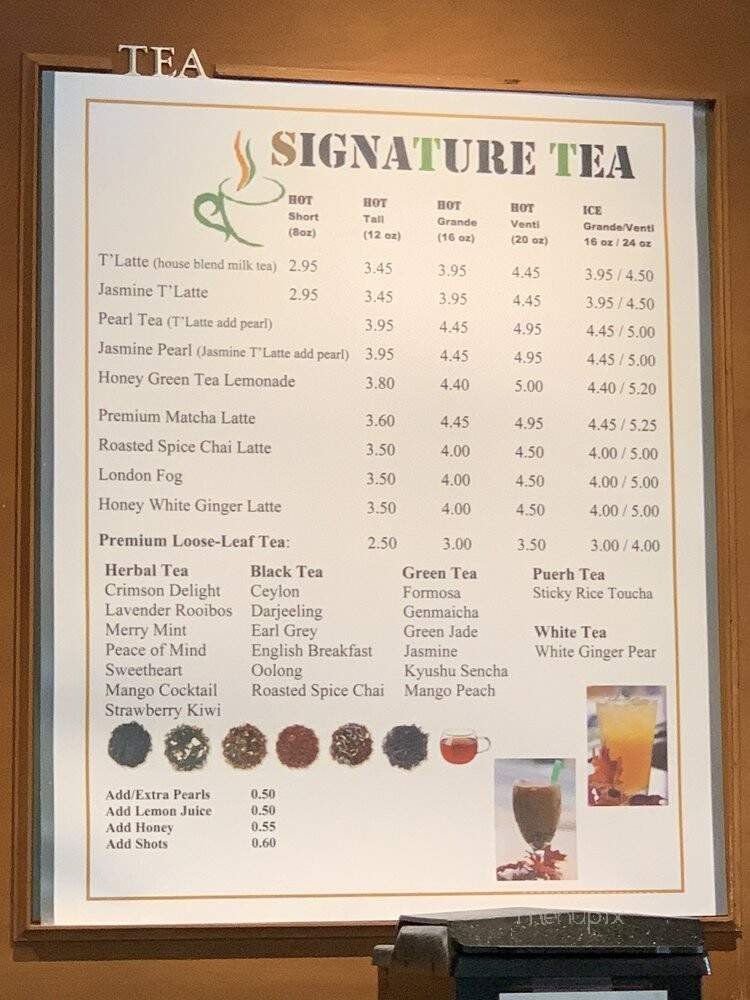 TEA
SIGNATURE TEA
HOT HOT HOT HOT ICE
Short Tall Grande Venti Grande/Venti
(8oz) (12 oz) (16 oz) (20 oz) 16 oz / 24 oz
T'Latte (house blend milk tea) 2.95 3.45 3.95 4.45 3.95 / 4.50
Jasmine T'Latte 2.95 3.45 3.95 4.45 3.95 / 4.50
Pearl Tea (T'Latte add pearl) 3.95 4.45 4.95 4.45 / 5.00
Jasmine Pearl (Jasmine T'Latte add pearl) 3.95 4.45 4.95 4.45 / 5.00
Honey Green Tea Lemonade 3.80 4.40 5.00 4.40 / 5.20
Premium Matcha Latte 3.60 4.45 4.95 4.45 / 5.25
Roasted Spice Chai Latte 3.50 4.00 4.50 4.00 / 5.00
London Fog 3.50 4.00 4.50 4.00 / 5.00
Honey White Ginger Latte 3.50 4.00 4.50 4.00 / 5.00
Premium Loose-Leaf Tea: 2.50 3.00 3.50 3.00 / 4.00
Herbal Tea Black Tea Green Tea Puerh Tea
Crimson Delight Ceylon Formosa Sticky Rice Toucha
Lavender Rooibos Darjeeling Genmaicha
Merry Mint Earl Grey Green Jade White Tea
Peace of Mind English Breakfast Jasmine White Ginger Pear
Sweetheart Oolong Kyushu Sencha
Mango Cocktail Roasted Spice Chai Mango Peach
Strawberry Kiwi
Add/Extra Pearls 0.50
Add Lemon Juice 0.50
Add Honey 0.55
Add Shots 0.60
menupix